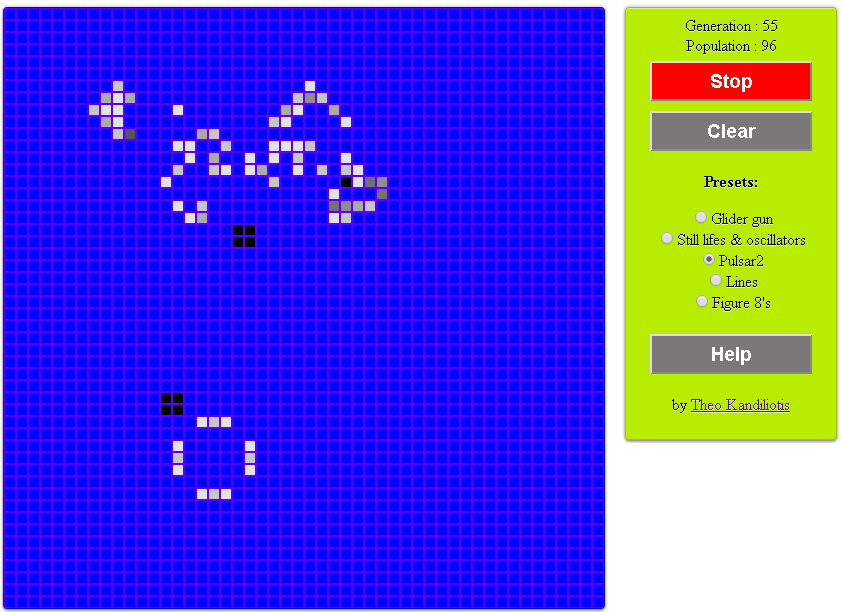 Generation : 55
Population : 96
Stop
Clear
Presets:
Glider gun
Still lifes & oscillators
Pulsar2
Lines
Figure 8's
Help
by Theo Kandiliotis